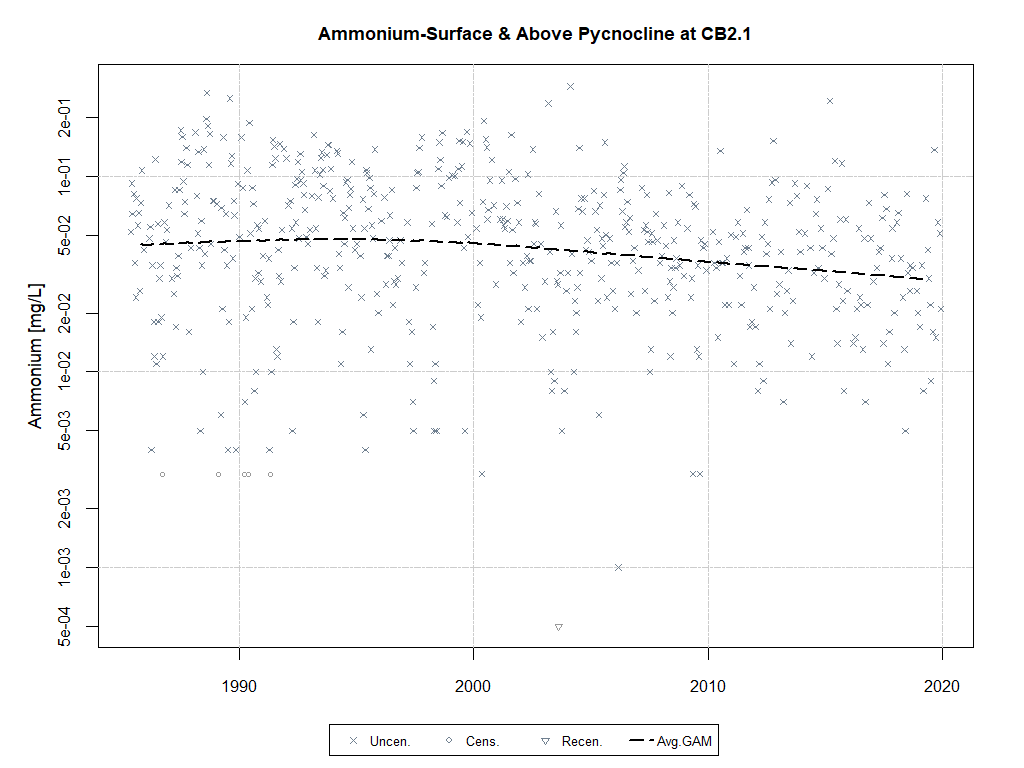 Ammonium-Surface & Above Pycnocline at CB2.1
Ammonium [mg/L]
2e-01
1e-01
5e-02
2e-02
1e-02
5e-03
2e-03
1e-03
5e-04
1990 2000 2010 2020
Uncen. Cens. Recen. Avg.GAM